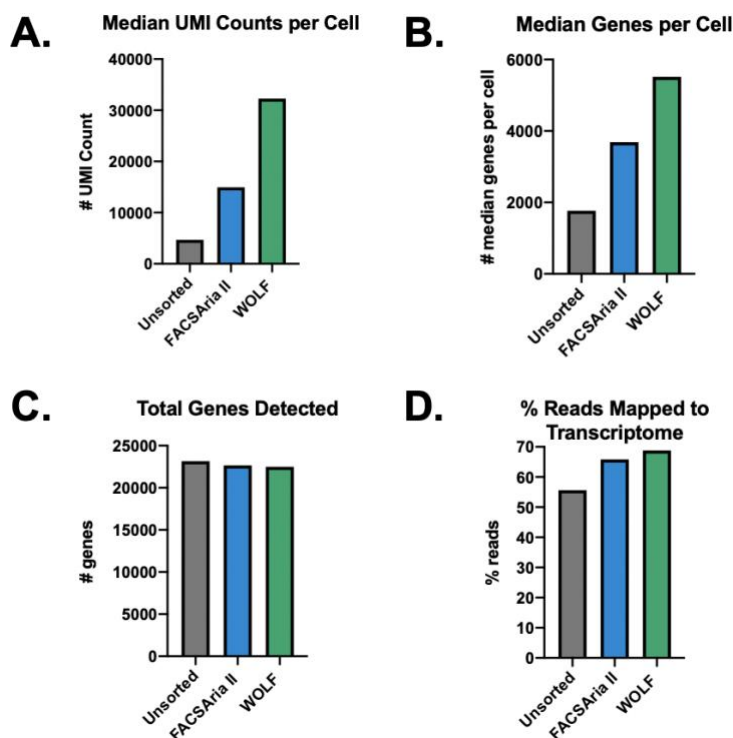 A.
Median UMI Counts per Cell
# UMI Count
40000
30000
20000
10000
0
Unsorted
FACSAria II
WOLF
B.
Median Genes per Cell
# median genes per cell
6000
4000
2000
0
Unsorted
FACSAria II
WOLF
C.
Total Genes Detected
# genes
25000
20000
15000
10000
5000
0
Unsorted
FACSAria II
WOLF
D.
% Reads Mapped to
Transcriptome
% reads
70
60
50
40
30
20
10
0
Unsorted
FACSAria II
WOLF